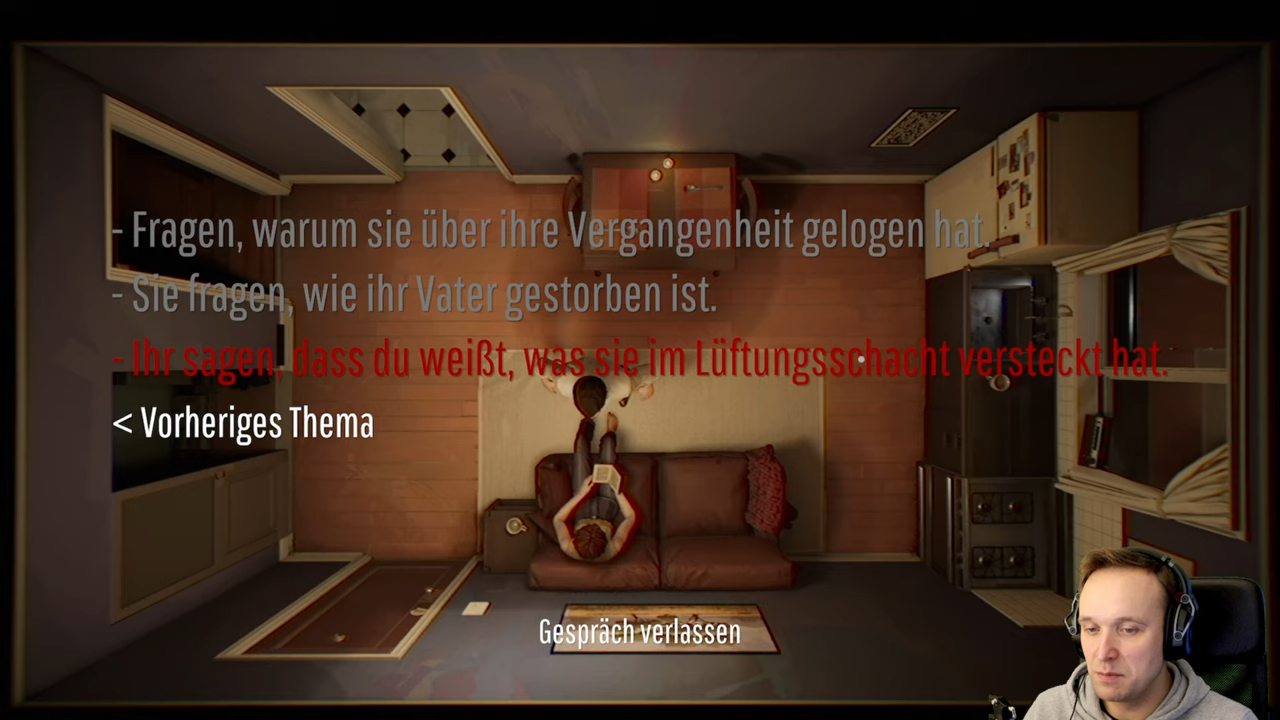 - Fragen, warum sie über ihre Vergangenheit gelogen hat.
- Sie fragen, wie ihr Vater gestorben ist.
- Ihr sagen, dass du weißt, was sie im Lüftungsschacht versteckt hat.
< Vorheriges Thema
Gespräch verlassen